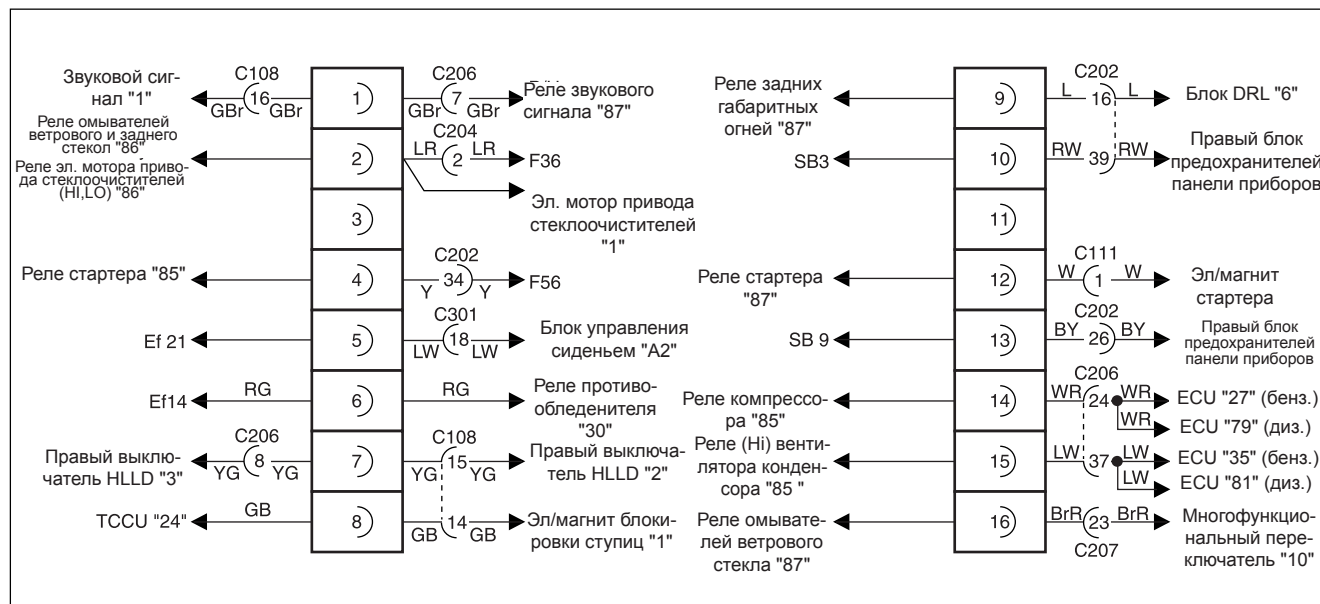 Звуковой сиг-
нал "1"
C108
16
GBr GBr
1
C206
7
GBr GBr
Реле звукового
сигнала "87"
Реле омывателей
ветрового и заднего
стекол "86"
Реле эл. мотора приво-
да стеклоочистителей
(HI,LO) "86"
2
C204
LR 2 LR
F36
Эл. мотор привода
стеклоочистителей
"1"
3
Реле стартера "85"
4
C202
34
Y Y
F56
Ef 21
5
C301
18
LW LW
Блок управления
сиденьем "A2"
Ef14
RG
6
RG
Реле противо-
обледенителя
"30"
Правый выклю-
чатель HLLD "3"
C206
8
YG YG
7
C108
15
YG YG
Правый выключа-
тель HLLD "2"
TCCU "24"
GB
8
14
GB GB
Эл/магнит блоки-
ровки ступиц "1"
Реле задних
габаритных
огней "87"
9
C202
L 16 L
Блок DRL "6"
SB3
10
RW 39 RW
Правый блок
предохранителей
панели приборов
11
Реле стартера
"87"
12
C111
W 1 W
Эл/магнит
стартера
SB 9
13
C202
BY 26 BY
Правый блок
предохранителей
панели приборов
Реле компрессо-
ра "85"
14
C206
WR 24 WR
ECU "27" (бенз.)
WR
ECU "79" (диз.)
Реле (Hi) венти-
лятора конден-
сора "85 "
15
LW 37 LW
ECU "35" (бенз.)
LW
ECU "81" (диз.)
Реле омывате-
лей ветрового
стекла "87"
16
BrR 23 BrR
C207
Многофункцио-
нальный пере-
ключатель "10"